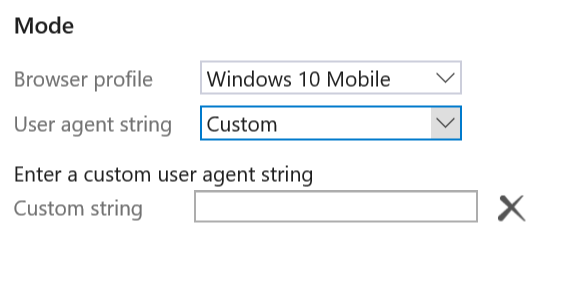 Mode
Browser profile Windows 10 Mobile
User agent string Custom
Enter a custom user agent string
Custom string